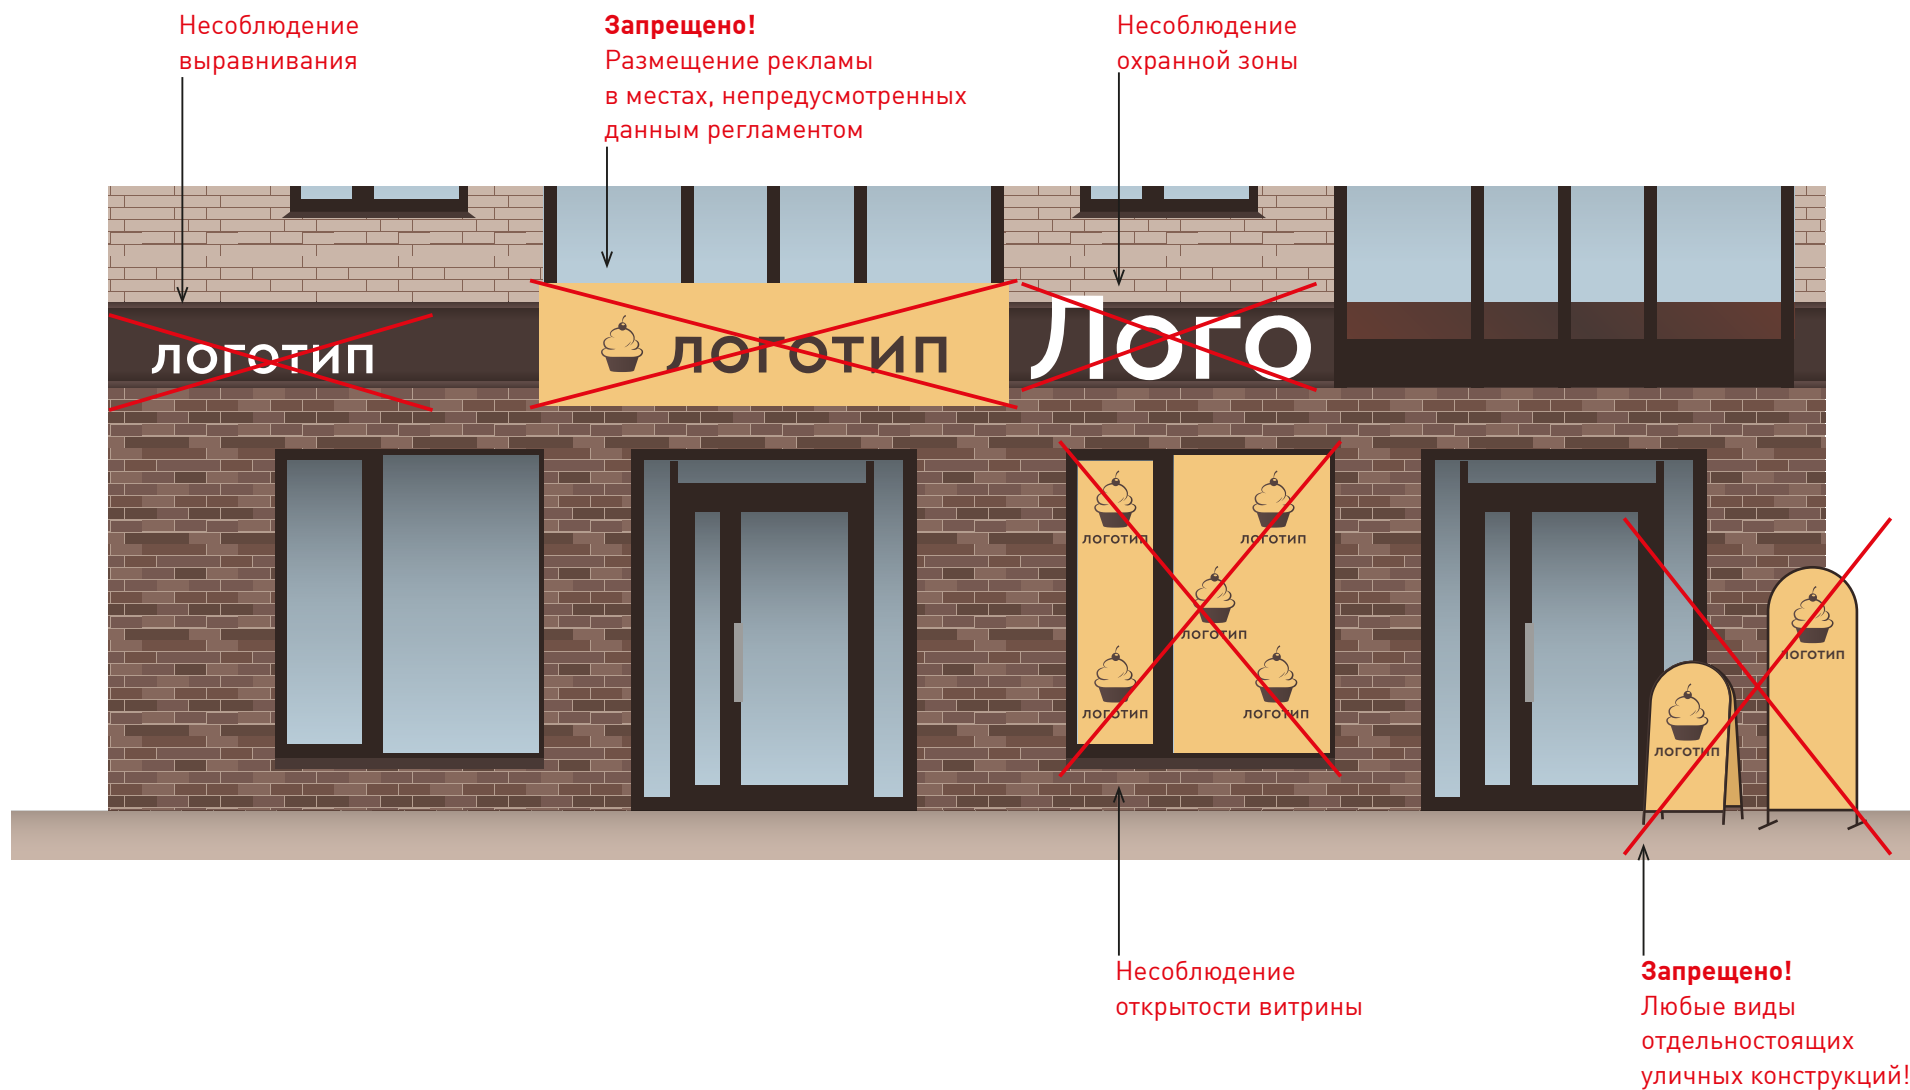 Несоблюдение
выравнивания
Запрещено!
Размещение рекламы
в местах, непредусмотренных
данным регламентом
Несоблюдение
охранной зоны
логотип
логотип
Лого
логотип
логотип
логотип
логотип
логотип
логотип
логотип
Несоблюдение
открытости витрины
Запрещено!
Любые виды
отдельностоящих
уличных конструкций!